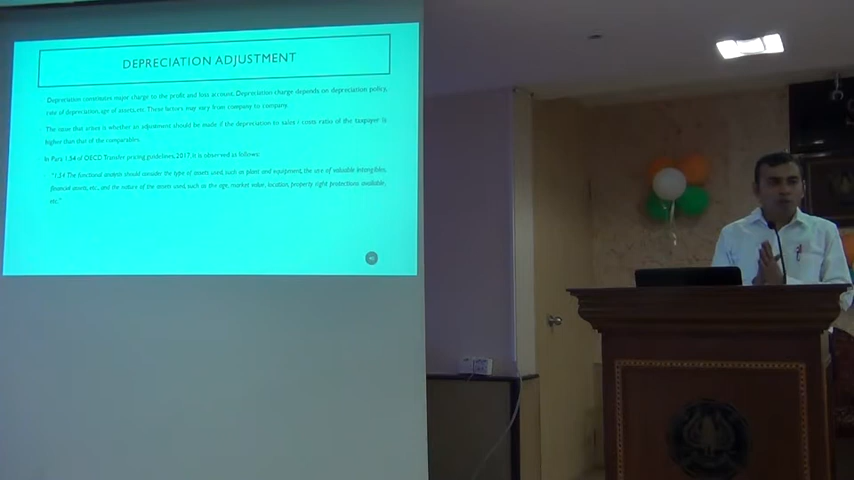 DEPRECIATION ADJUSTMENT
Depreciation constitutes major charge to the profit and loss account. Depreciation charge depends on depreciation policy,
rate of depreciation, age of assets, etc. These factors may vary from company to company.
The issue that arises is whether an adjustment should be made if the depreciation to sales / costs ratio of the taxpayer is
higher than that of the comparables.
In Para 1.54 of OECD Transfer pricing guidelines, 2017, it is observed as follows:
"1.54 The functional analysis should consider the type of assets used, such as plant and equipment, the use of valuable intangibles,
financial assets, etc., and the nature of the assets used, such as the age, market value, location, property right protections available,
etc."